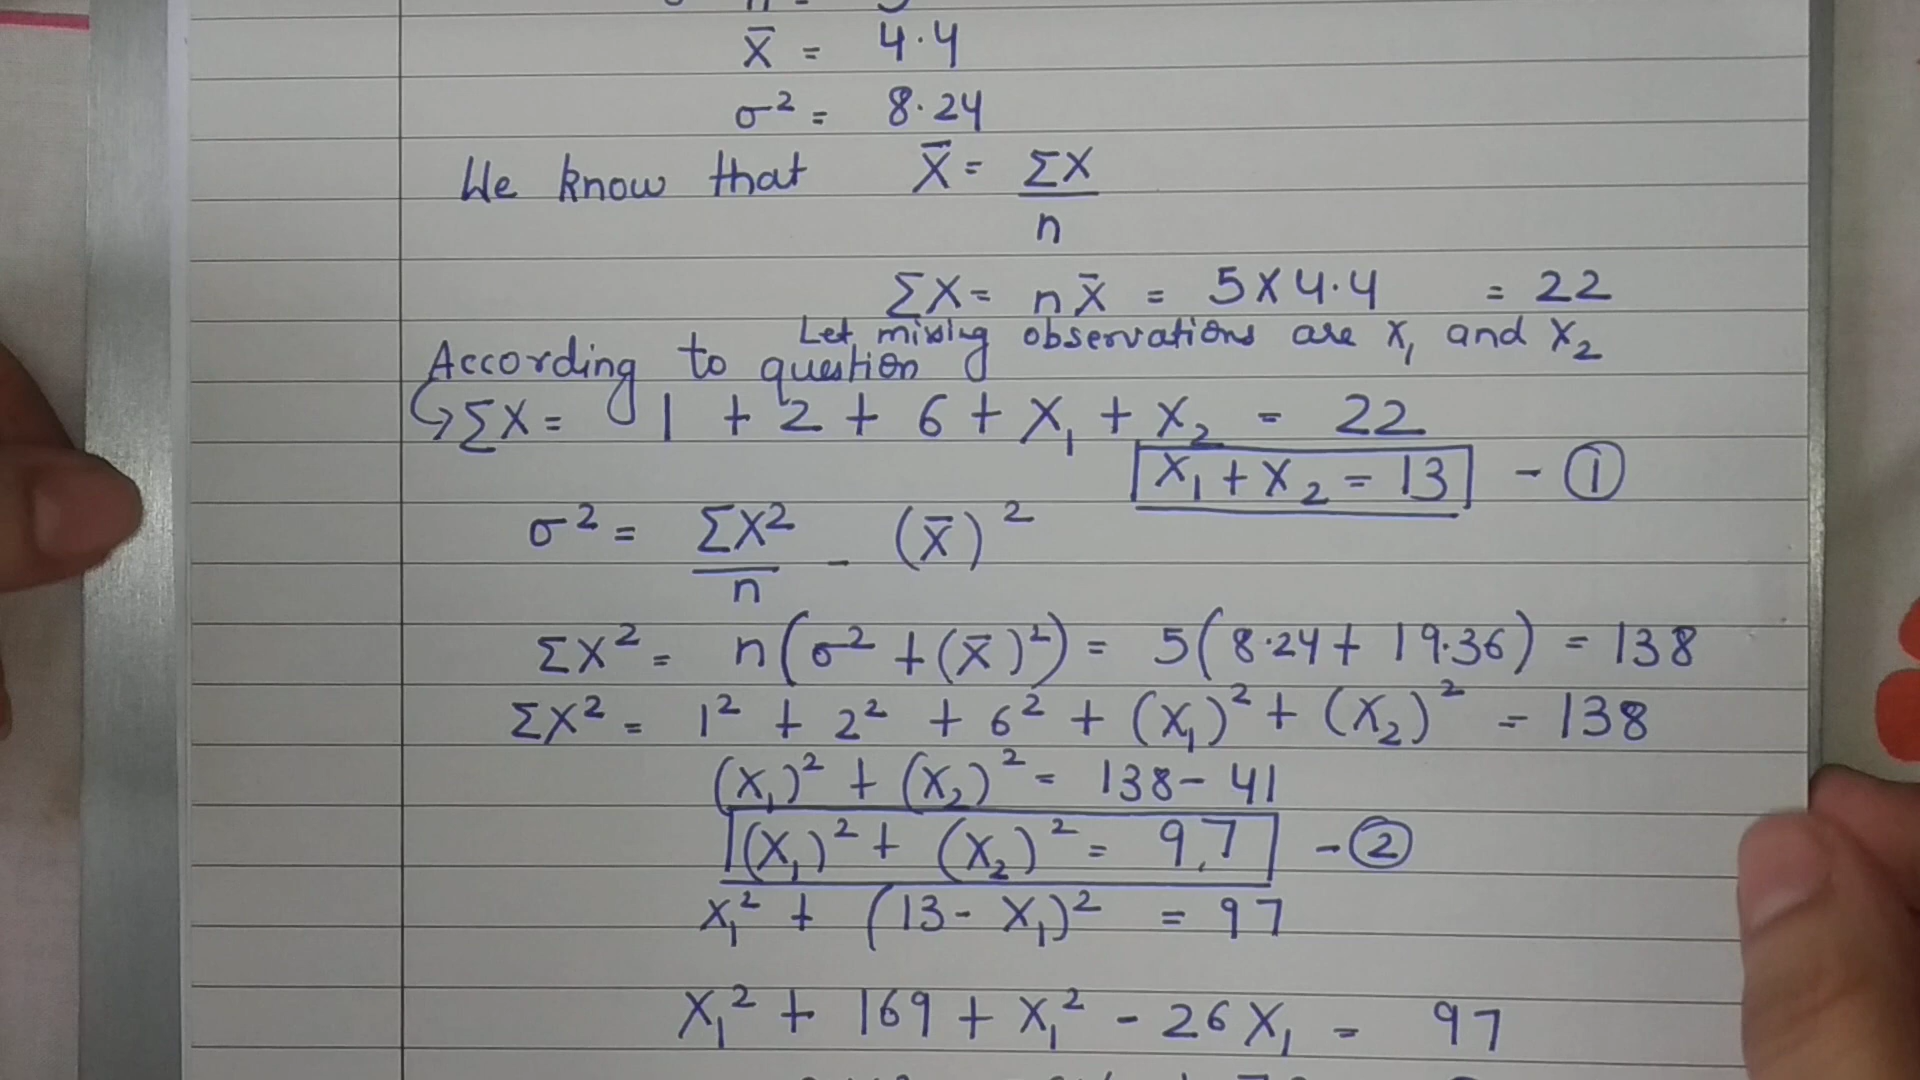 X̄ = 4.4
σ² = 8.24
We know that X̄ = ΣX
n
ΣX = nX̄ = 5×4.4 = 22
Let missing observations are X₁ and X₂
According to question
↳ΣX = 1 + 2 + 6 + X₁ + X₂ = 22
X₁ + X₂ = 13 - ①
σ² = ΣX²/n - (X̄)²
ΣX² = n(σ² + (X̄)²) = 5(8.24 + 19.36) = 138
ΣX² = 1² + 2² + 6² + (X₁)² + (X₂)² = 138
(X₁)² + (X₂)² = 138 - 41
(X₁)² + (X₂)² = 97 - ②
X₁² + (13 - X₁)² = 97
X₁² + 169 + X₁² - 26X₁ = 97